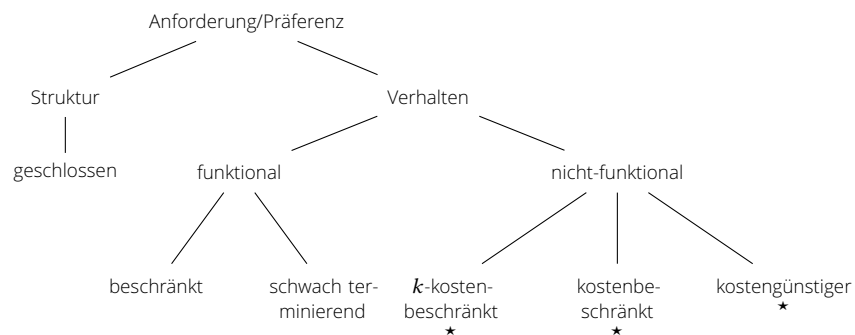 Anforderung/Präferenz
Struktur
Verhalten
geschlossen
funktional
nicht-funktional
beschränkt
schwach ter-
minierend
k-kosten-
beschränkt
★
kostenbe-
schränkt
★
kostengünstiger
★